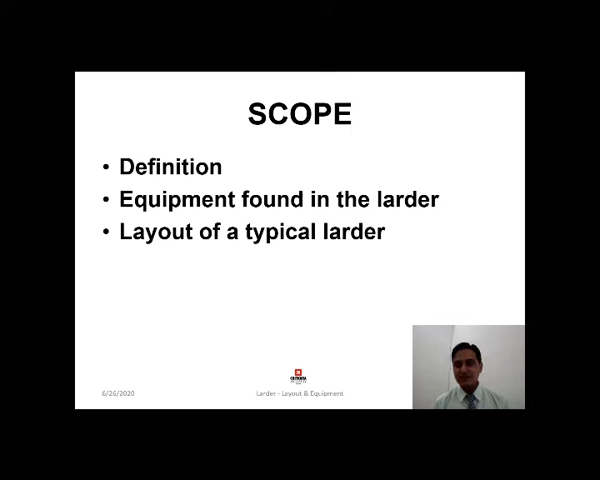 SCOPE
• Definition
• Equipment found in the larder
• Layout of a typical larder
6/26/2020
Larder - Layout & Equipment